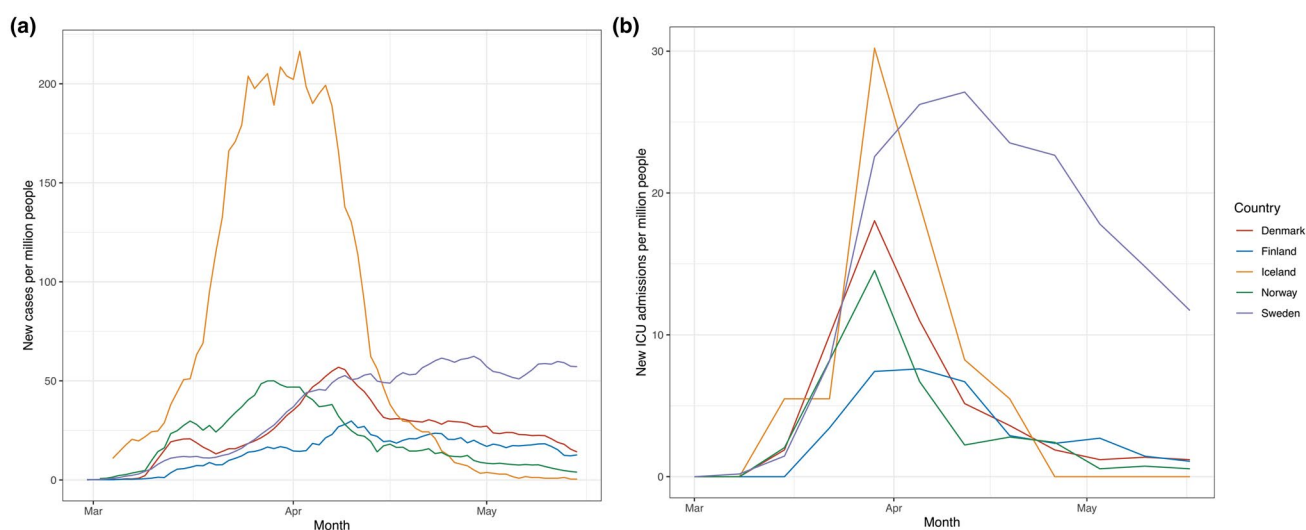 (a)
New cases per million people
200
150
100
50
0
Mar
Apr
May
Month
(b)
New ICU admissions per million people
30
20
10
0
Mar
Apr
May
Month
Country
Denmark
Finland
Iceland
Norway
Sweden